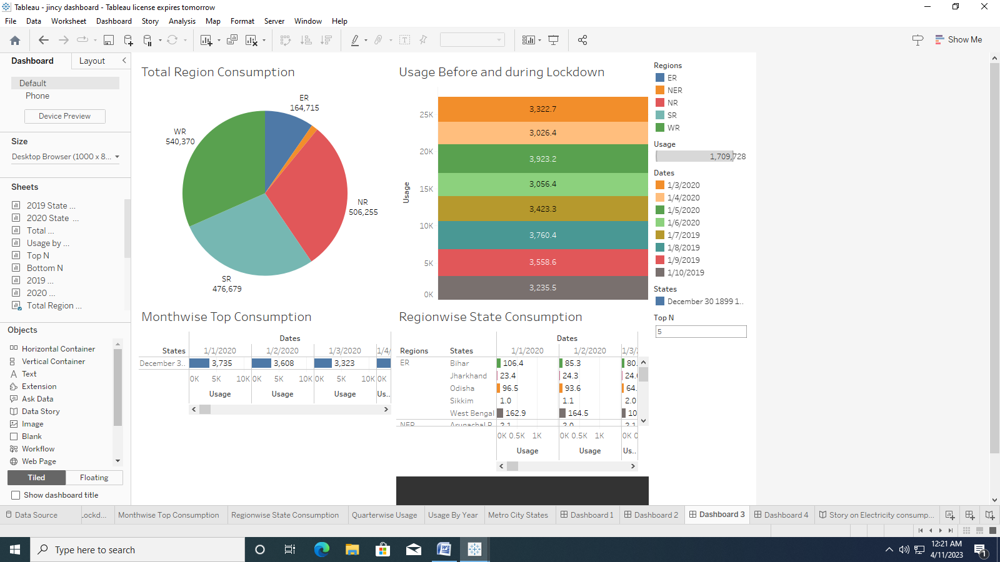 Tableau - jincy dashboard - Tableau license expires tomorrow
File Data Worksheet Dashboard Story Analysis Map Format Server Window Help
Show Me
Dashboard Layout
Default
Phone
Device Preview
Size
Desktop Browser (1000 x 8...
Sheets
2019 State ...
2020 State ...
Total ...
Usage by ...
Top N
Bottom N
2019 ...
2020 ...
Total Region ...
Objects
Horizontal Container
Vertical Container
Text
Extension
Ask Data
Data Story
Image
Blank
Workflow
Web Page
Tiled Floating
Show dashboard title
Total Region Consumption
ER
164,715
WR
540,370
NR
506,255
SR
476,679
Usage Before and during Lockdown
Usage
25K
20K
15K
10K
5K
0K
3,322.7
3,026.4
3,923.2
3,056.4
3,423.3
3,760.4
3,558.6
3,235.5
Regions
ER
NER
NR
SR
WR
Usage
1,709,728
Dates
1/3/2020
1/4/2020
1/5/2020
1/6/2020
1/7/2019
1/8/2019
1/9/2019
1/10/2019
States
December 30 1899 1..
Top N
5
Monthwise Top Consumption
Dates
States 1/1/2020 1/2/2020 1/3/2020 1/4/
December 3.. 3,735 3,608 3,323
0K 5K 10K 0K 5K 10K 0K 5K 10K 0K
Usage Usage Usage Us..
Regionwise State Consumption
Dates
Regions States 1/1/2020 1/2/2020 1/3/2
ER Bihar 106.4 85.3 80.
Jharkhand 23.4 24.3 24.
Odisha 96.5 93.6 64.
Sikkim 1.0 1.1 2.0
West Bengal 162.9 164.5 10
NER Arunachal P.. 2.1 2.0 2.1
0K 0.5K 1K 0K 0.5K 1K 0K 0
Usage Usage Us..
Data Source Lockd... Monthwise Top Consumption Regionwise State Consumption Quarterwise Usage Usage By Year Metro City States Dashboard 1 Dashboard 2 Dashboard 3 Dashboard 4 Story on Electricity consump...
Type here to search
12:21 AM
4/11/2023
1